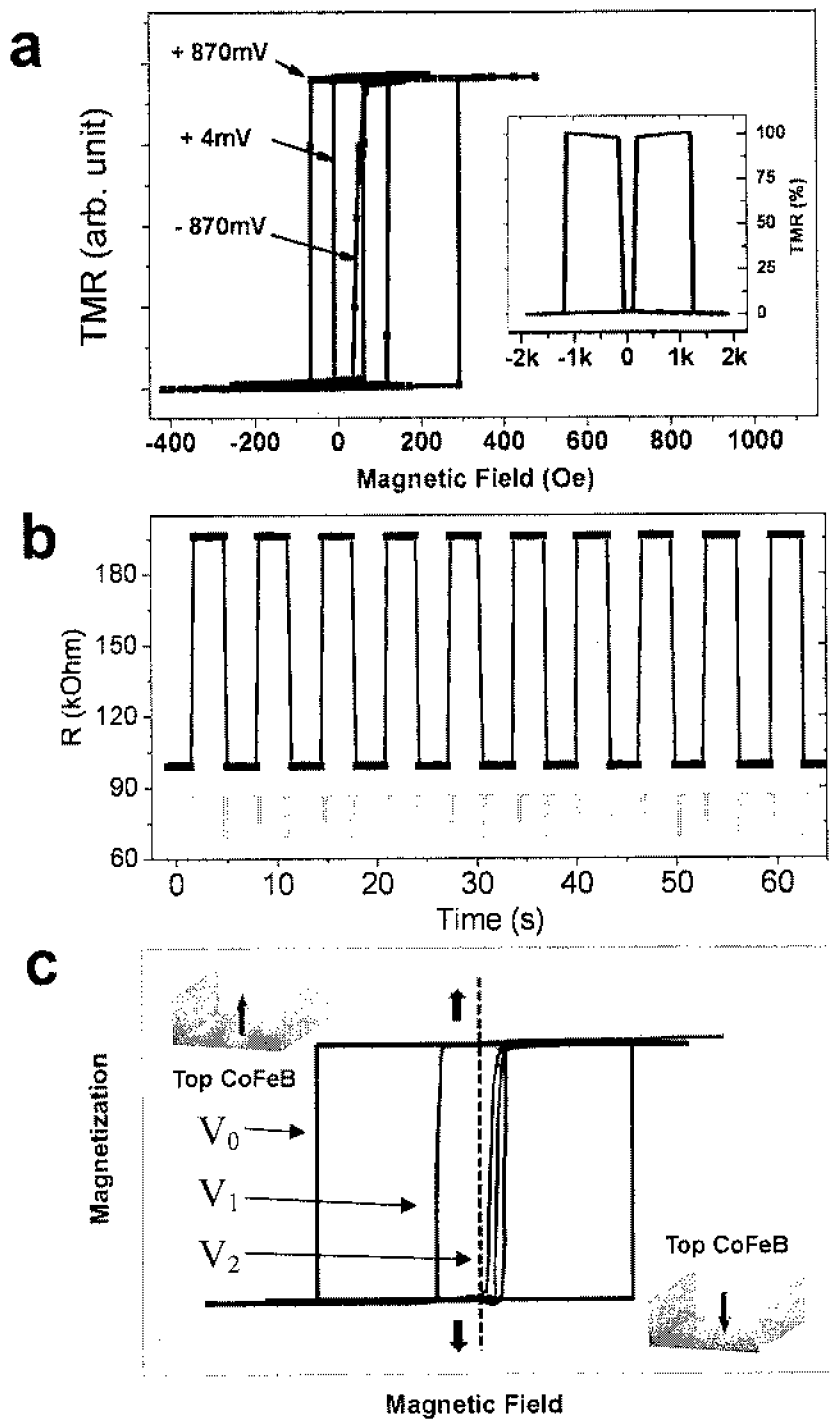 a
+ 870mV
+ 4mV
- 870mV
TMR (arb. unit)
100
75
50
25
0
TMR (%)
-2k -1k 0 1k 2k
-400 -200 0 200 400 600 800 1000
Magnetic Field (Oe)
b
180
150
120
90
60
R (kOhm)
0 10 20 30 40 50 60
Time (s)
c
Top CoFeB
V0
V1
V2
Top CoFeB
Magnetization
Magnetic Field